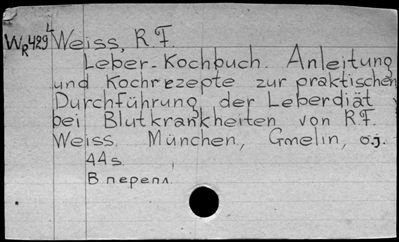 WR429 L Weiss, R. F.
Leber-Kochbuch. Anleitung
und Kochrezepte zur praktischen
Durchführung der Leberdiät
bei Blutkrankheiten von R.F.
Weiss. München, Gmelin, o.j.
44 s.
В перепл.